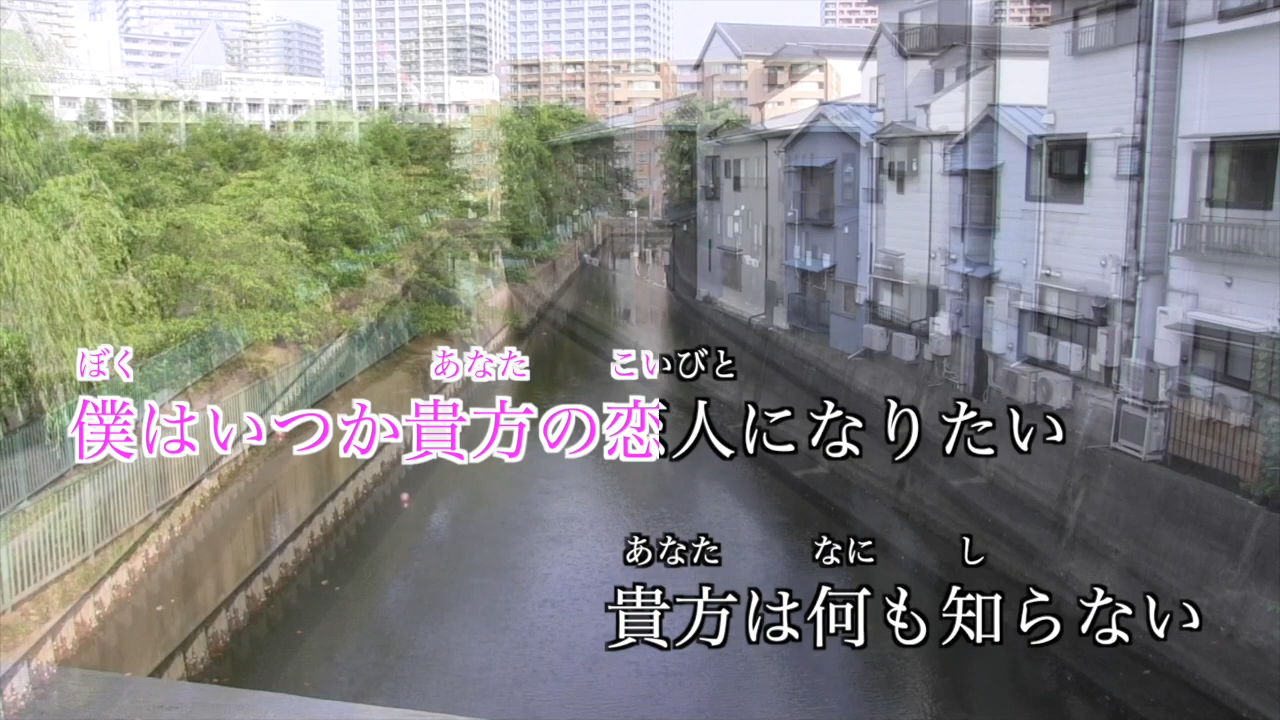 ぼく あなた こいびと
僕はいつか貴方の恋人になりたい
あなた なに し
貴方は何も知らない